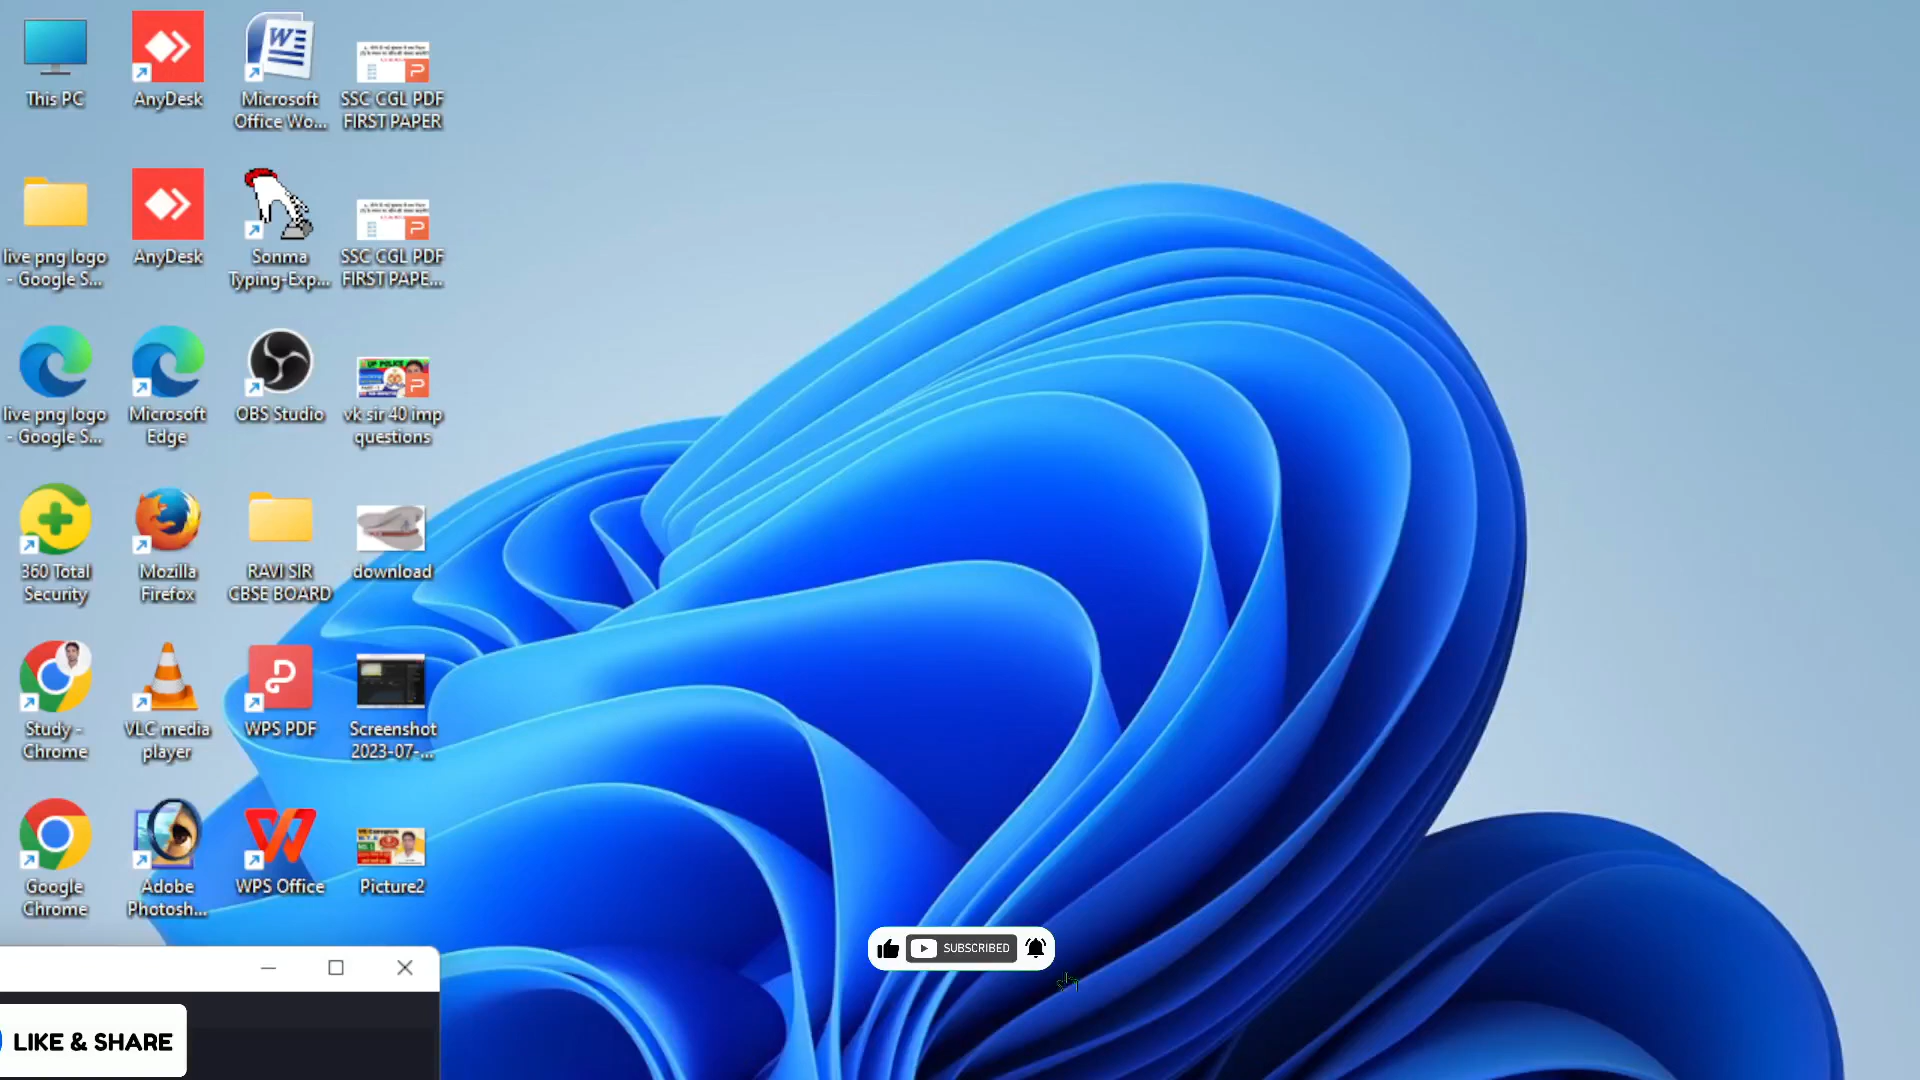 This PC
AnyDesk
Microsoft
Office Wo...
SSC CGL PDF
FIRST PAPER
live png logo
- Google S...
AnyDesk
Sonma
Typing-Exp...
SSC CGL PDF
FIRST PAPE...
live png logo
- Google S...
Microsoft
Edge
OBS Studio
UP POLICE
vk sir 40 imp
questions
360 Total
Security
Mozilla
Firefox
RAVI SIR
CBSE BOARD
download
Study -
Chrome
VLC media
player
WPS PDF
Screenshot
2023-07-...
Google
Chrome
Adobe
Photosh...
WPS Office
Picture2
SUBSCRIBED
LIKE & SHARE